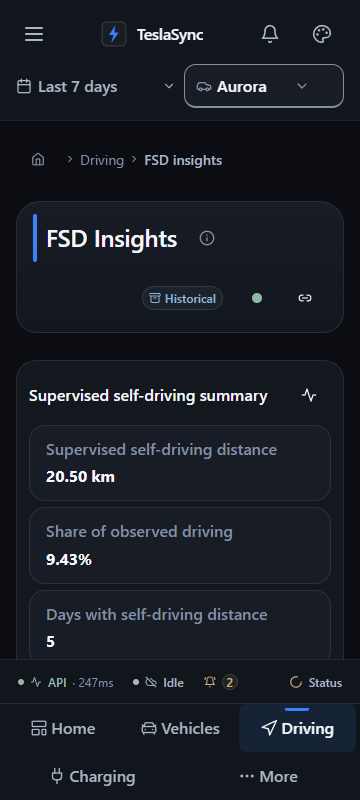 TeslaSync
Last 7 days
Aurora
Driving
FSD insights
FSD Insights
Historical
Supervised self-driving summary
Supervised self-driving distance
20.50 km
Share of observed driving
9.43%
Days with self-driving distance
5
API · 247ms
Idle
2
Status
Home
Vehicles
Driving
Charging
More